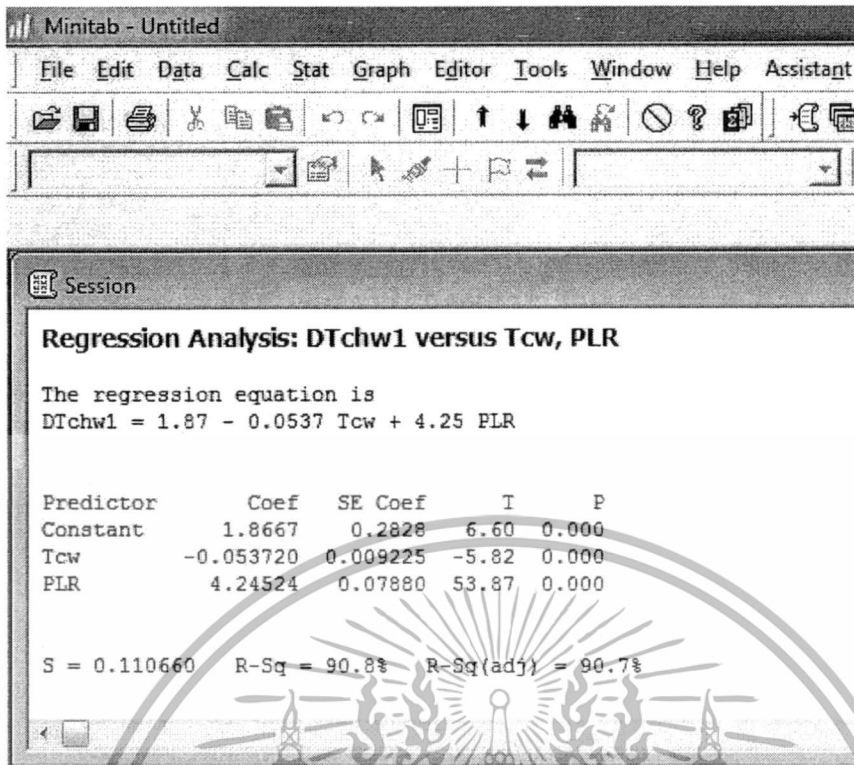 Minitab - Untitled
File Edit Data Calc Stat Graph Editor Tools Window Help Assistant
Session
Regression Analysis: DTchw1 versus Tcw, PLR
The regression equation is
DTchw1 = 1.87 - 0.0537 Tcw + 4.25 PLR
Predictor Coef SE Coef T P
Constant 1.8667 0.2828 6.60 0.000
Tcw -0.053720 0.009225 -5.82 0.000
PLR 4.24524 0.07880 53.87 0.000
S = 0.110660 R-Sq = 90.8% R-Sq(adj) = 90.7%